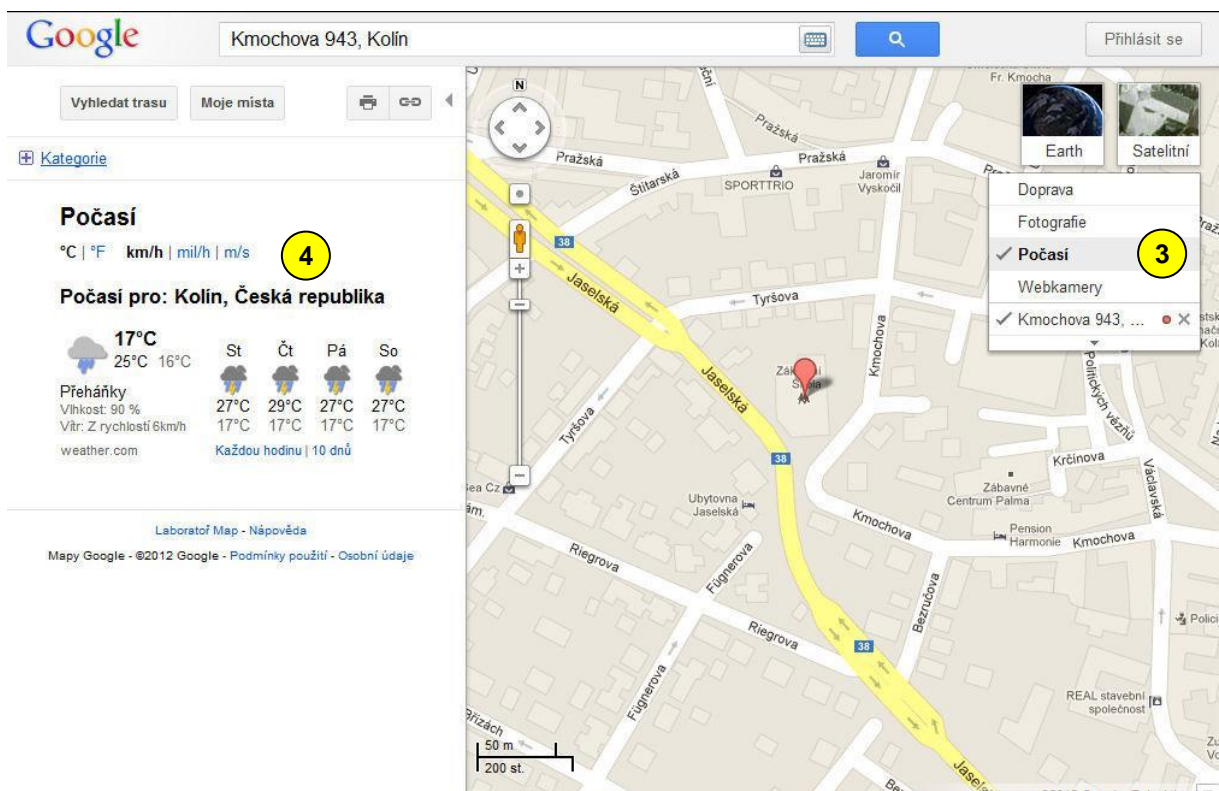 Google
Kmochova 943, Kolín
Přihlásit se
Vyhledat trasu
Moje místa
Kategorie
Počasí
°C | °F km/h | mil/h | m/s
4
Počasí pro: Kolín, Česká republika
17°C
25°C 16°C
Přeháňky
Vlhkost: 90 %
Vítr: Z rychlostí 6km/h
weather.com
St Čt Pá So
27°C 29°C 27°C 27°C
17°C 17°C 17°C 17°C
Každou hodinu | 10 dnů
Laboratoř Map - Nápověda
Mapy Google - ©2012 Google - Podmínky použití - Osobní údaje
N
Fr. Kmocha
Earth
Satelitní
Doprava
Fotografie
Počasí
3
Webkamery
Kmochova 943, ...
Pražská
Pražská
Pražská
Štítarská
SPORTTRIO
Jaromír
Vyskočil
38
Jaselská
Tyršova
Kmochova
Politických vězňů
Jaselská
Tyršova
38
Krčínova
Václavská
Zábavné
Centrum Palma
Ubytovna
Jaselská
Kmochova
Pension
Harmonie
Kmochova
Riegrova
Fügnerova
Bezručova
Riegrova
38
Fügnerova
REAL stavební
společnost
50 m
200 st.